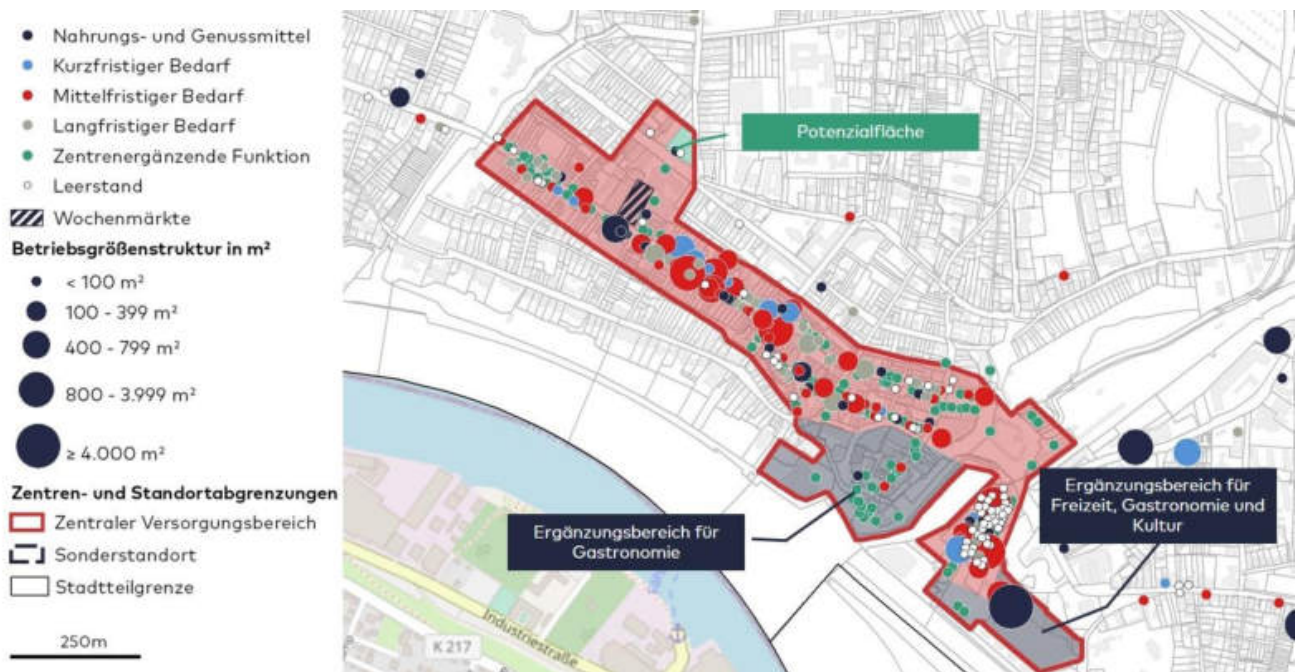 Nahrungs- und Genussmittel
Kurzfristiger Bedarf
Mittelfristiger Bedarf
Langfristiger Bedarf
Zentrenergänzende Funktion
Leerstand
Wochenmärkte
Betriebsgrößenstruktur in m²
< 100 m²
100 - 399 m²
400 - 799 m²
800 - 3.999 m²
≥ 4.000 m²
Zentren- und Standortabgrenzungen
Zentraler Versorgungsbereich
Sonderstandort
Stadtteilgrenze
250m
Potenzialfläche
Ergänzungsbereich für
Freizeit, Gastronomie und
Kultur
Ergänzungsbereich für
Gastronomie
Industriestraße
K 217